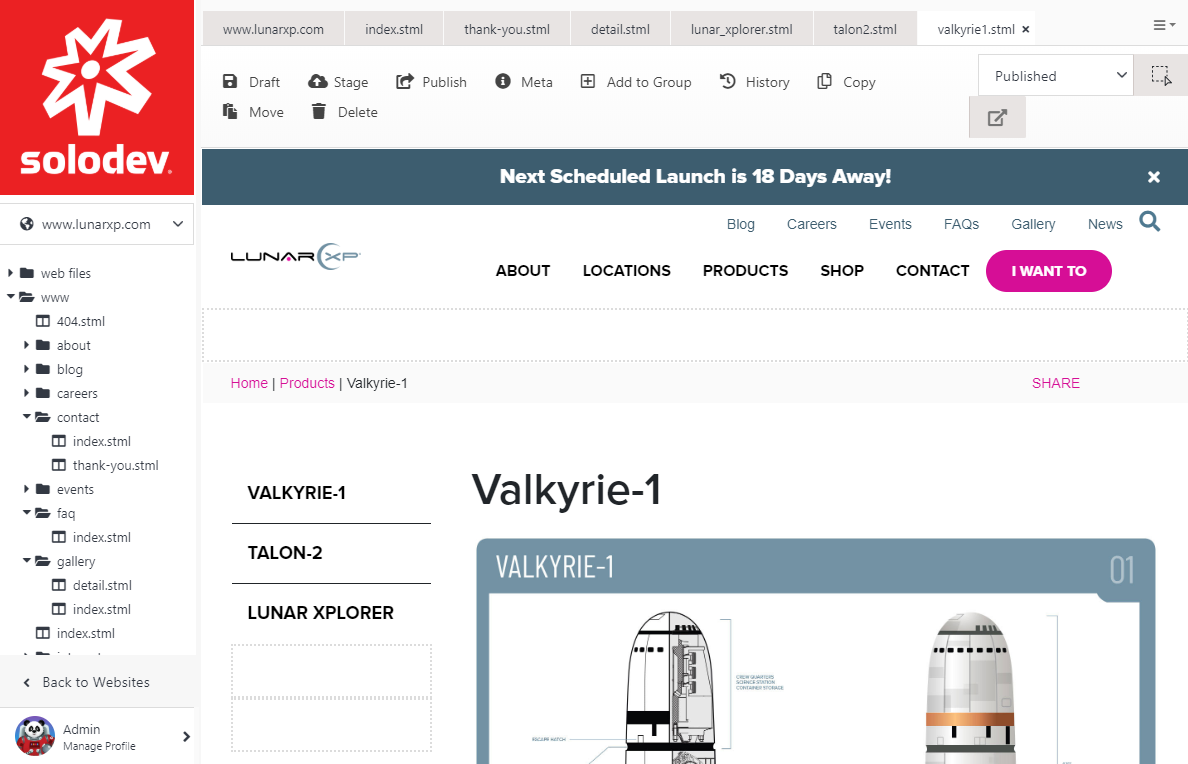 solodev
www.lunarxp.com
web files
www
404.stml
about
blog
careers
contact
index.stml
thank-you.stml
events
faq
index.stml
gallery
detail.stml
index.stml
index.stml
Back to Websites
Admin
Manage Profile
www.lunarxp.com index.stml thank-you.stml detail.stml lunar_xplorer.stml talon2.stml valkyrie1.stml ×
Draft Stage Publish Meta Add to Group History Copy
Move Delete
Published
Next Scheduled Launch is 18 Days Away! ×
Blog Careers Events FAQs Gallery News
LUNAR XP
ABOUT LOCATIONS PRODUCTS SHOP CONTACT I WANT TO
Home | Products | Valkyrie-1 SHARE
VALKYRIE-1
TALON-2
LUNAR XPLORER
Valkyrie-1
VALKYRIE-1 01
CREW QUARTERS
SCIENCE STATION
CONTAINER STORAGE
ESCAPE HATCH